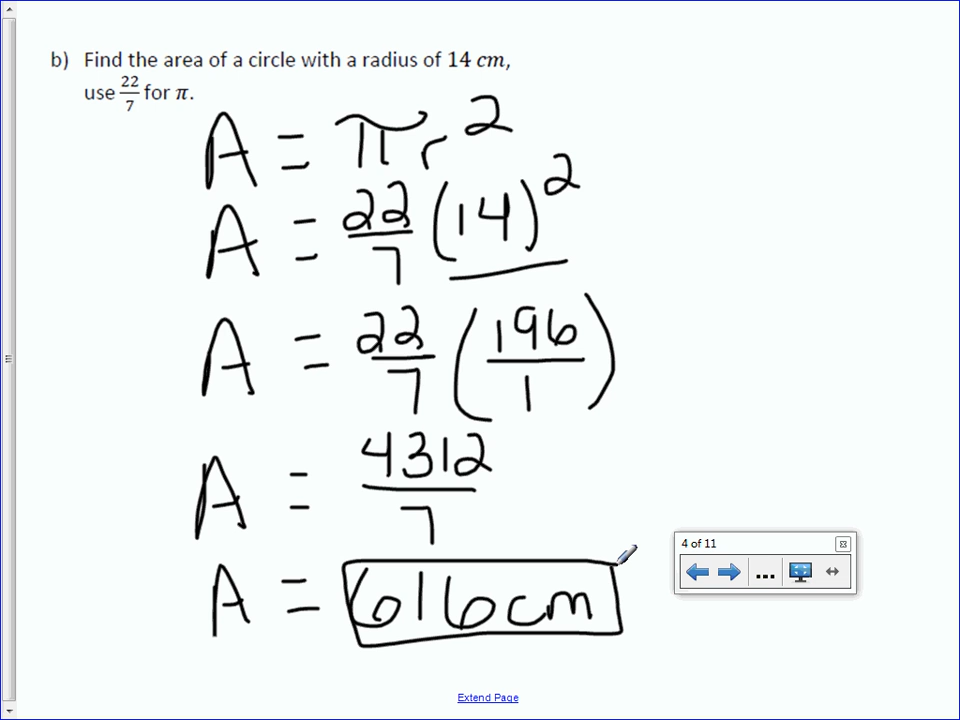 b) Find the area of a circle with a radius of 14 cm,
use 22/7 for π.
A = πr²
A = 22/7 (14)²
A = 22/7 (196/1)
A = 4312/7
A = 616cm
4 of 11
...
Extend Page